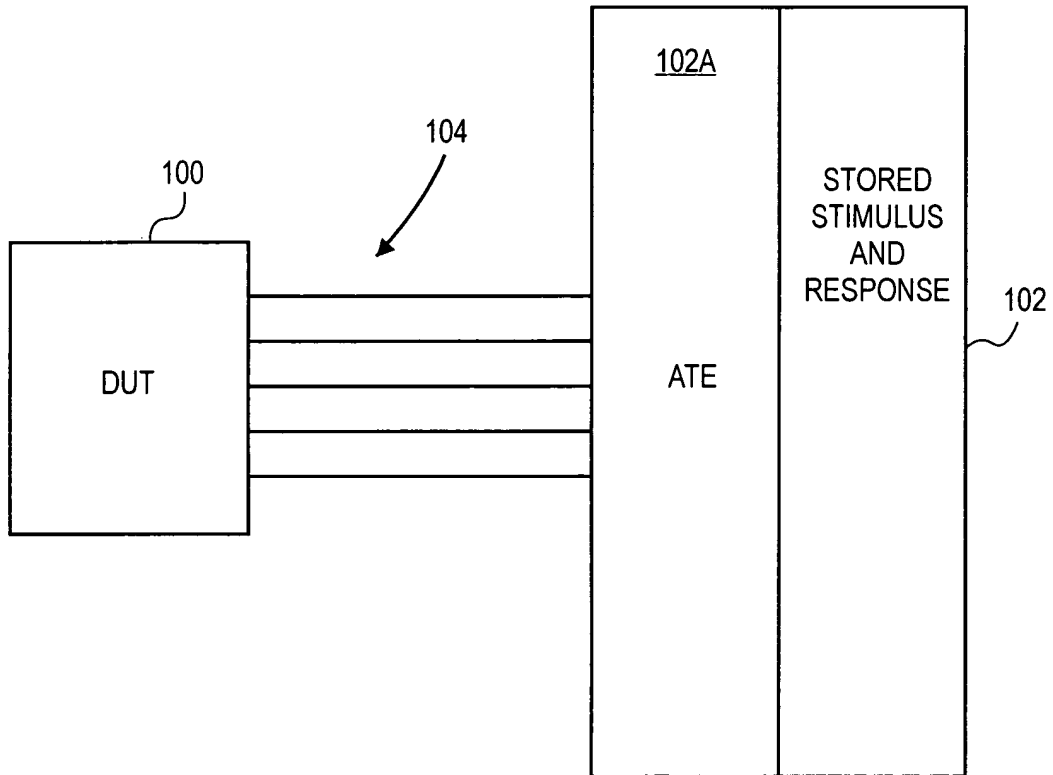 102A
104
100
STORED
STIMULUS
AND
RESPONSE
102
DUT
ATE